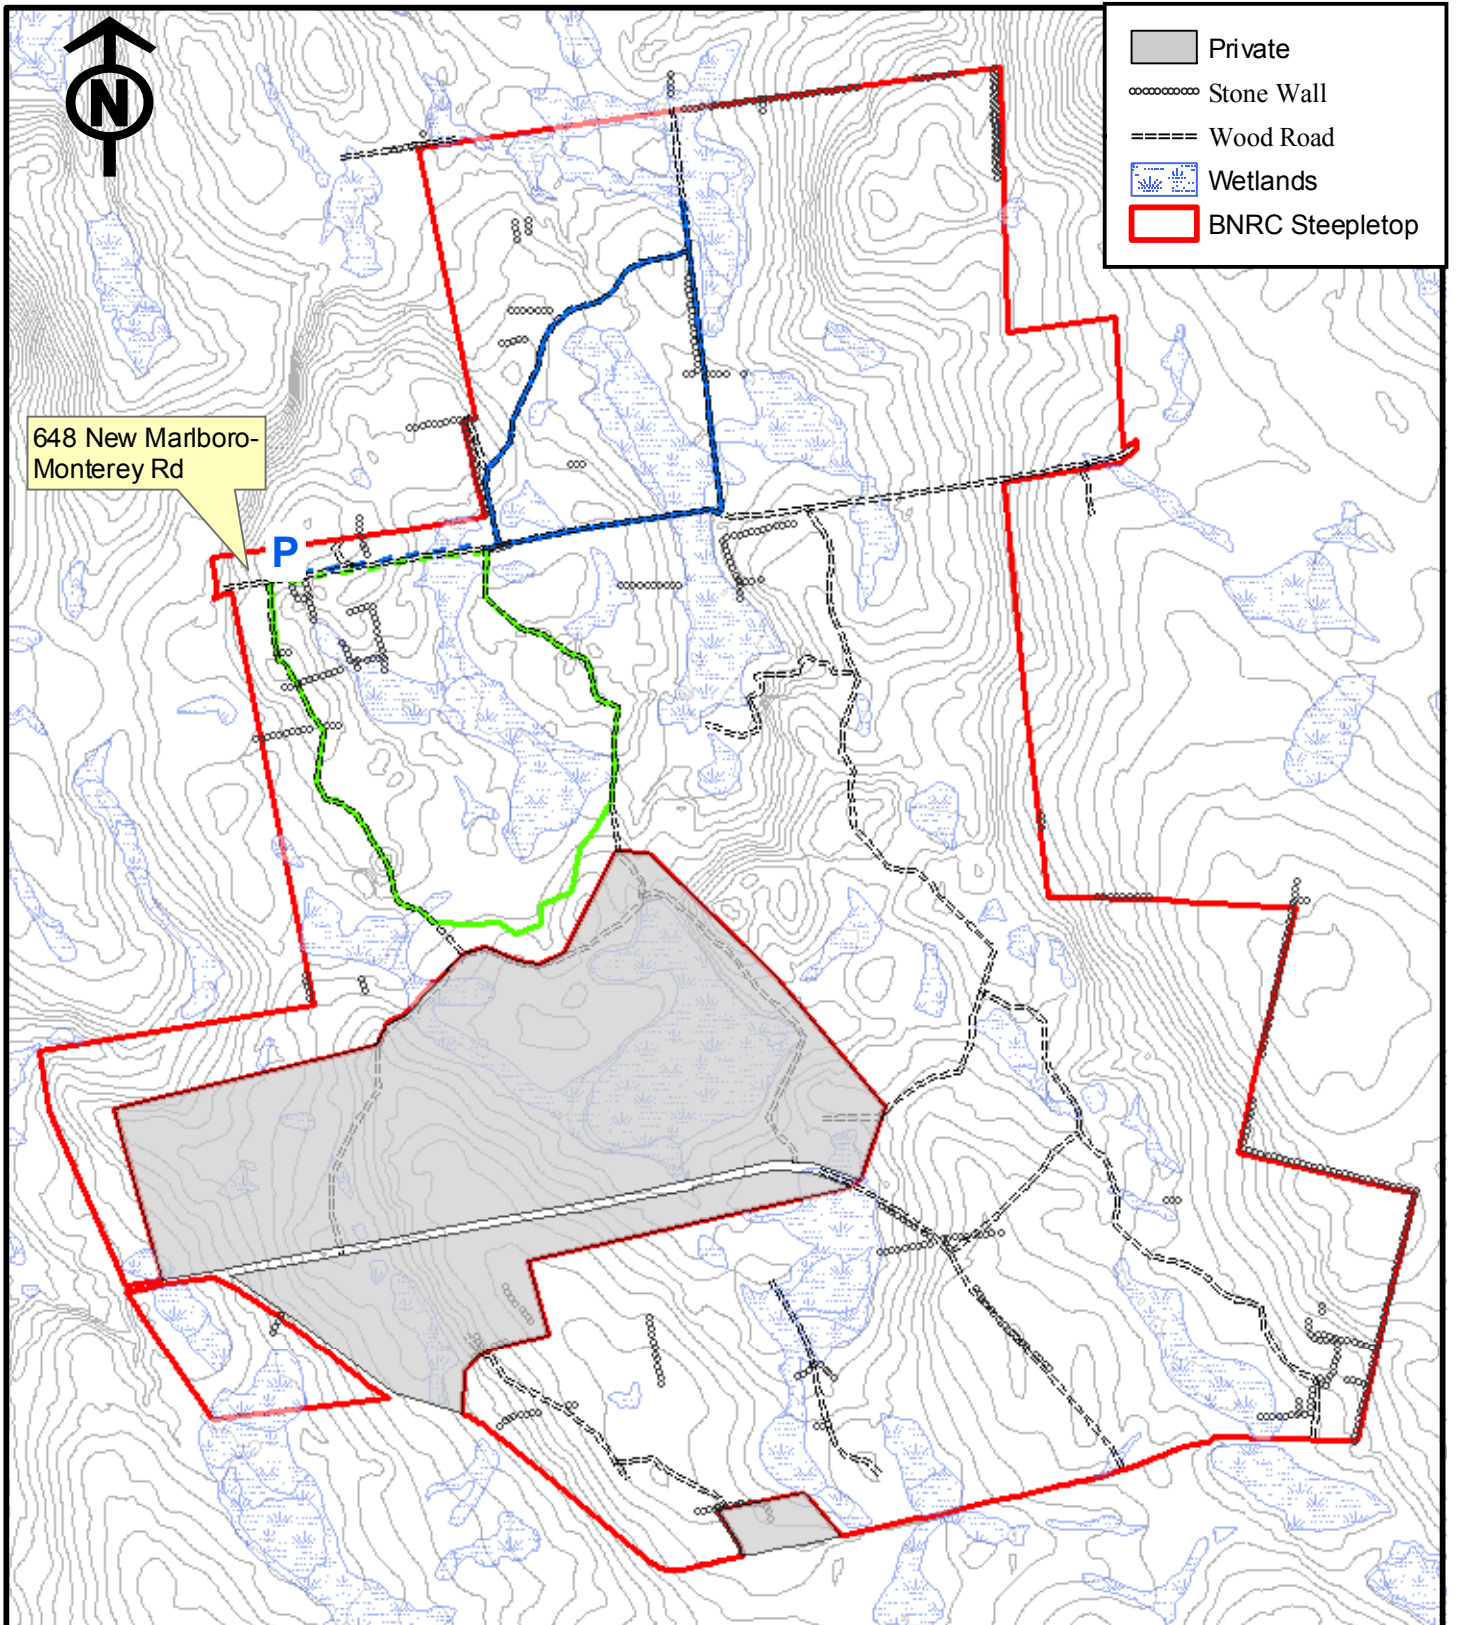 N
Private
Stone Wall
Wood Road
Wetlands
BNRC Steepletop
648 New Marlboro-
Monterey Rd
P